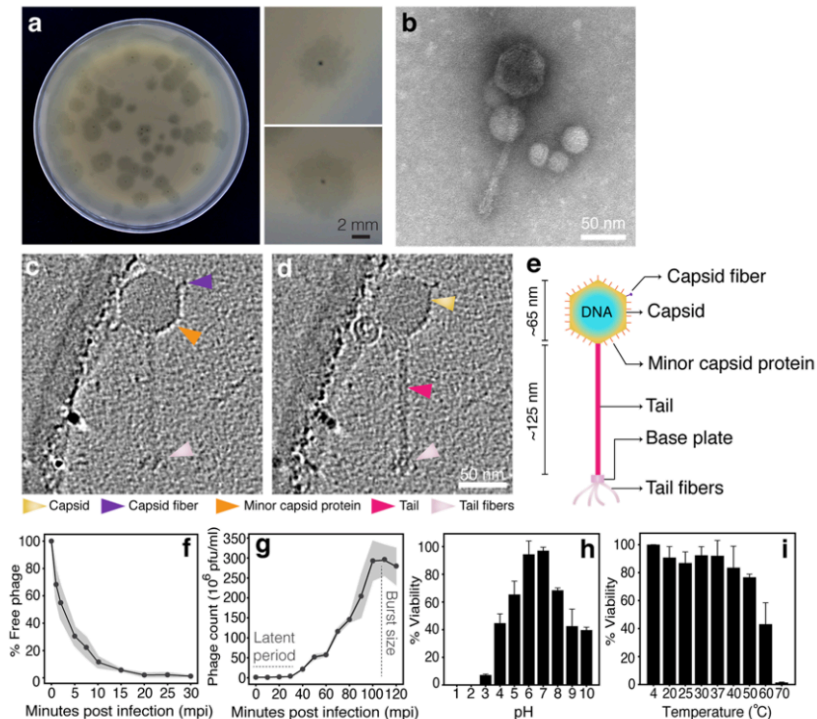 a
2 mm
b
50 nm
c
d
50 nm
e
~65 nm
~125 nm
DNA
Capsid fiber
Capsid
Minor capsid protein
Tail
Base plate
Tail fibers
Capsid Capsid fiber Minor capsid protein Tail Tail fibers
f
% Free phage
100
80
60
40
20
0
0 5 10 15 20 25 30
Minutes post infection (mpi)
g
Phage count (10⁶ pfu/ml)
350
300
250
200
150
100
50
0
Latent
period
Burst size
0 20 40 60 80 100 120
Minutes post infection (mpi)
h
% Viability
100
80
60
40
20
0
1 2 3 4 5 6 7 8 9 10
pH
i
% Viability
100
80
60
40
20
0
4 20 25 30 37 40 50 60 70
Temperature (°C)